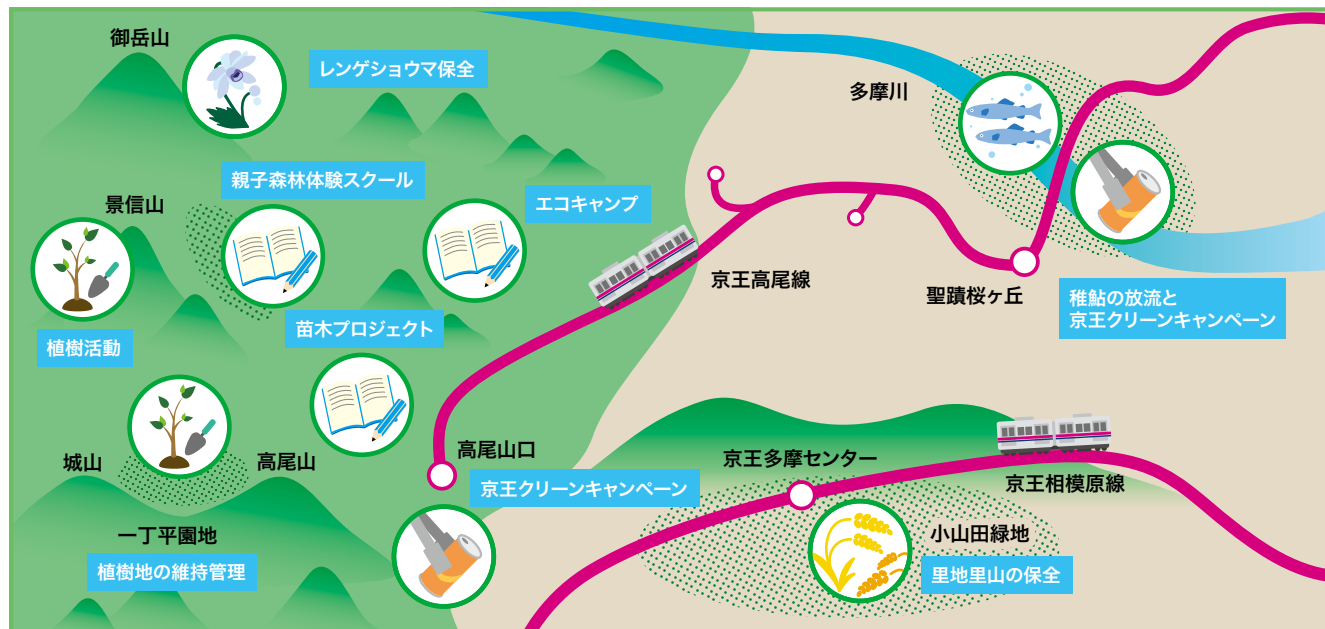 御岳山
レンゲショウマ保全
多摩川
親子森林体験スクール
エコキャンプ
景信山
京王高尾線
聖蹟桜ヶ丘
稚鮎の放流と
京王クリーンキャンペーン
苗木プロジェクト
植樹活動
城山
高尾山
高尾山口
京王クリーンキャンペーン
京王多摩センター
京王相模原線
一丁平園地
植樹地の維持管理
小山田緑地
里地里山の保全